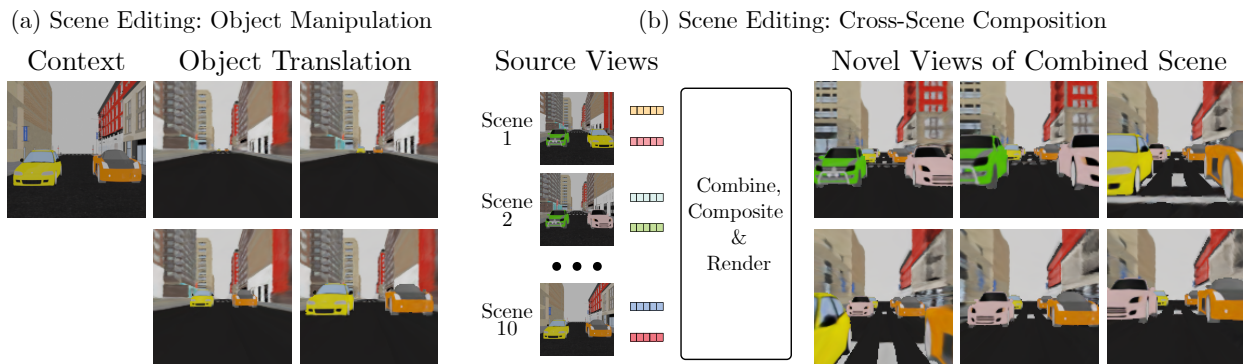 (a) Scene Editing: Object Manipulation
(b) Scene Editing: Cross-Scene Composition
Context
Object Translation
Source Views
Novel Views of Combined Scene
Scene
1
Scene
2
Scene
10
Combine,
Composite
&
Render